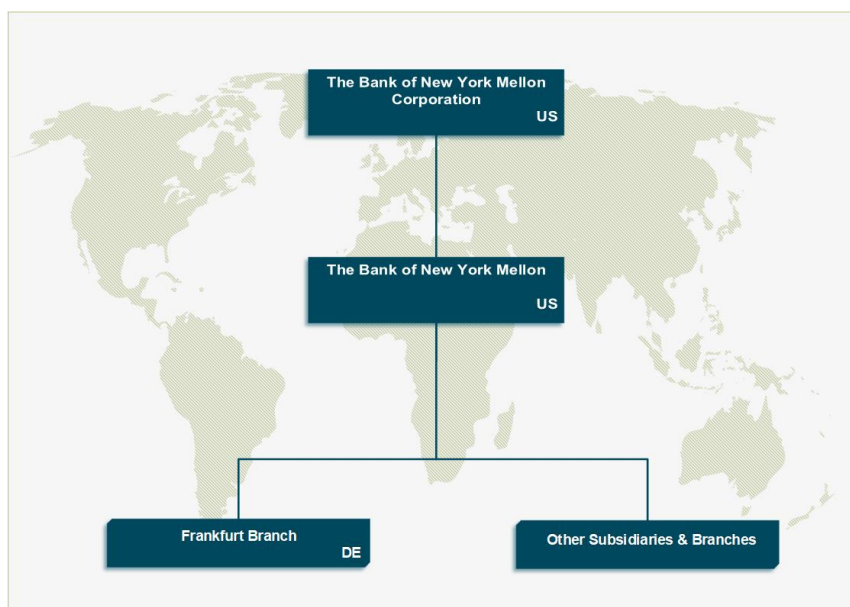 The Bank of New York Mellon
Corporation
US
The Bank of New York Mellon
US
Frankfurt Branch
DE
Other Subsidiaries & Branches